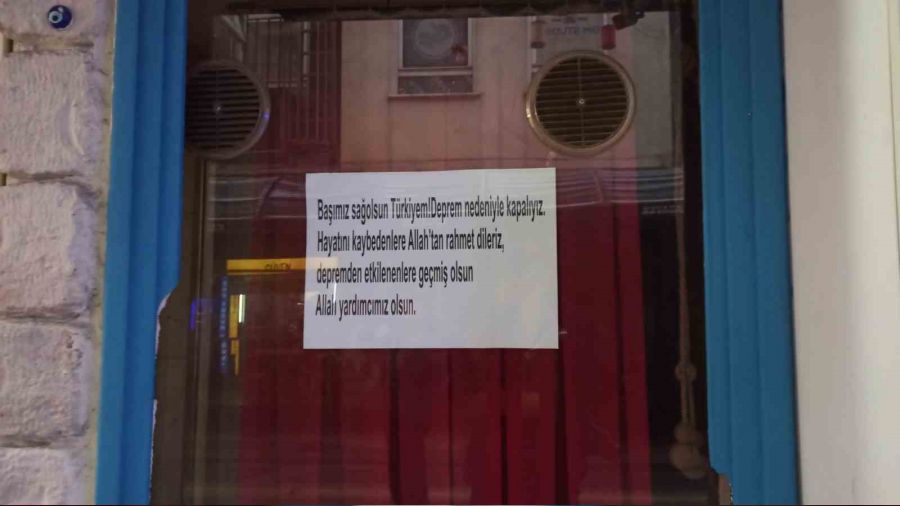 Başımız sağolsun Türkiyem!Deprem nedeniyle kapalıyız.
Hayatını kaybedenlere Allah'tan rahmet dileriz,
depremden etkilenenlere geçmiş olsun
Allah yardımcımız olsun.
GÜVEN